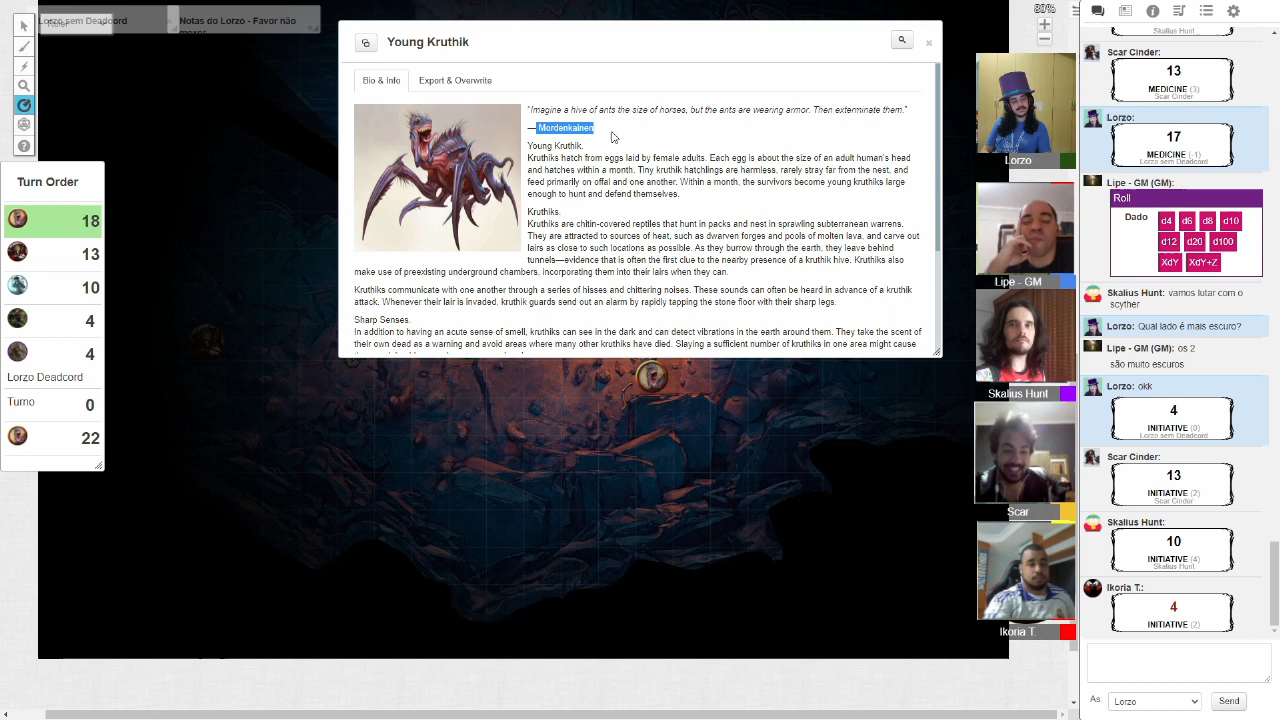 Lorzo sem Deadcord
Notas do Lorzo - Favor não
mexer
Turn Order
18
13
10
4
4
Lorzo Deadcord
Turno 0
22
Young Kruthik
Bio & Info
Export & Overwrite
"Imagine a hive of ants the size of horses, but the ants are wearing armor. Then exterminate them."
—Mordenkainen
Young Kruthik.
Kruthiks hatch from eggs laid by female adults. Each egg is about the size of an adult human's head
and hatches within a month. Tiny kruthik hatchlings are harmless, rarely stray far from the nest, and
feed primarily on offal and one another. Within a month, the survivors become young kruthiks large
enough to hunt and defend themselves.
Kruthiks.
Kruthiks are chitin-covered reptiles that hunt in packs and nest in sprawling subterranean warrens.
They are attracted to sources of heat, such as dwarven forges and pools of molten lava, and carve out
lairs as close to such locations as possible. As they burrow through the earth, they leave behind
tunnels—evidence that is often the first clue to the nearby presence of a kruthik hive. Kruthiks also
make use of preexisting underground chambers, incorporating them into their lairs when they can.
Kruthiks communicate with one another through a series of hisses and chittering noises. These sounds can often be heard in advance of a kruthik
attack. Whenever their lair is invaded, kruthik guards send out an alarm by rapidly tapping the stone floor with their sharp legs.
Sharp Senses.
In addition to having an acute sense of smell, kruthiks can see in the dark and can detect vibrations in the earth around them. They take the scent of
their own dead as a warning and avoid areas where many other kruthiks have died. Slaying a sufficient number of kruthiks in one area might cause
80%
Lorzo
Lipe - GM
Skalius Hunt
Scar
Ikoria T.
Skalius Hunt
Scar Cinder:
13
MEDICINE (3)
Scar Cinder
Lorzo:
17
MEDICINE (-1)
Lorzo sem Deadcord
Lipe - GM (GM):
Roll
Dado d4 d6 d8 d10
d12 d20 d100
XdY XdY+Z
Skalius Hunt: vamos lutar com o
scyther
Lorzo: Qual lado é mais escuro?
Lipe - GM (GM): os 2
são muito escuros
Lorzo: okk
4
INITIATIVE (0)
Lorzo sem Deadcord
Scar Cinder:
13
INITIATIVE (2)
Scar Cinder
Skalius Hunt:
10
INITIATIVE (4)
Skalius Hunt
Ikoria T.:
4
INITIATIVE (2)
As: Lorzo Send